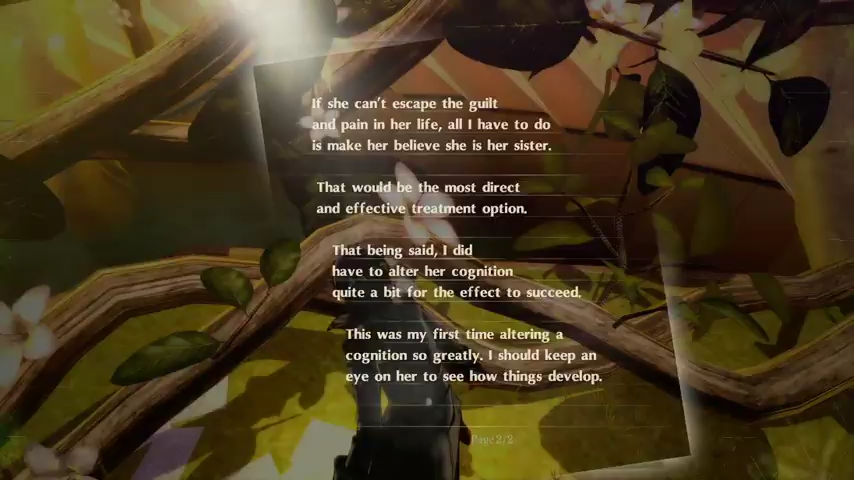 If she can't escape the guilt
and pain in her life, all I have to do
is make her believe she is her sister.
That would be the most direct
and effective treatment option.
That being said, I did
have to alter her cognition
quite a bit for the effect to succeed.
This was my first time altering a
cognition so greatly. I should keep an
eye on her to see how things develop.
Page 2/2